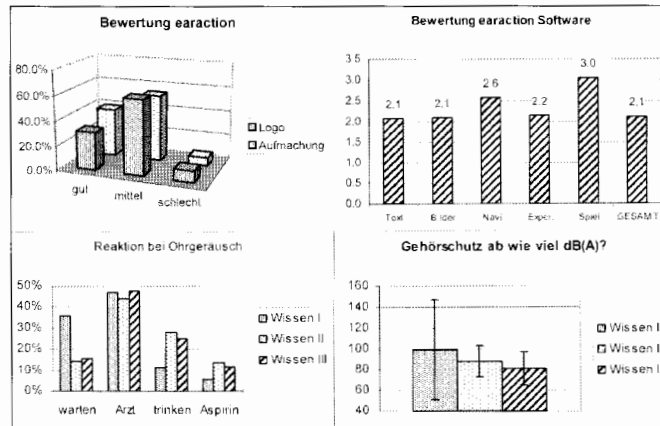 Bewertung earaction
80.0%
60.0%
40.0%
20.0%
0.0%
gut
mittel
schlecht
Logo
Aufmachung
Bewertung earaction Software
3.5
3.0
2.5
2.0
1.5
1.0
0.5
0.0
2.1
2.1
2.6
2.2
3.0
2.1
Text
Bilder
Navi
Exper.
Spiel
GESAMT
Reaktion bei Ohrgeräusch
50%
40%
30%
20%
10%
0%
warten
Arzt
trinken
Aspirin
Wissen I
Wissen II
Wissen III
Gehörschutz ab wie viel dB(A)?
160
140
120
100
80
60
40
Wissen I
Wissen I
Wissen I